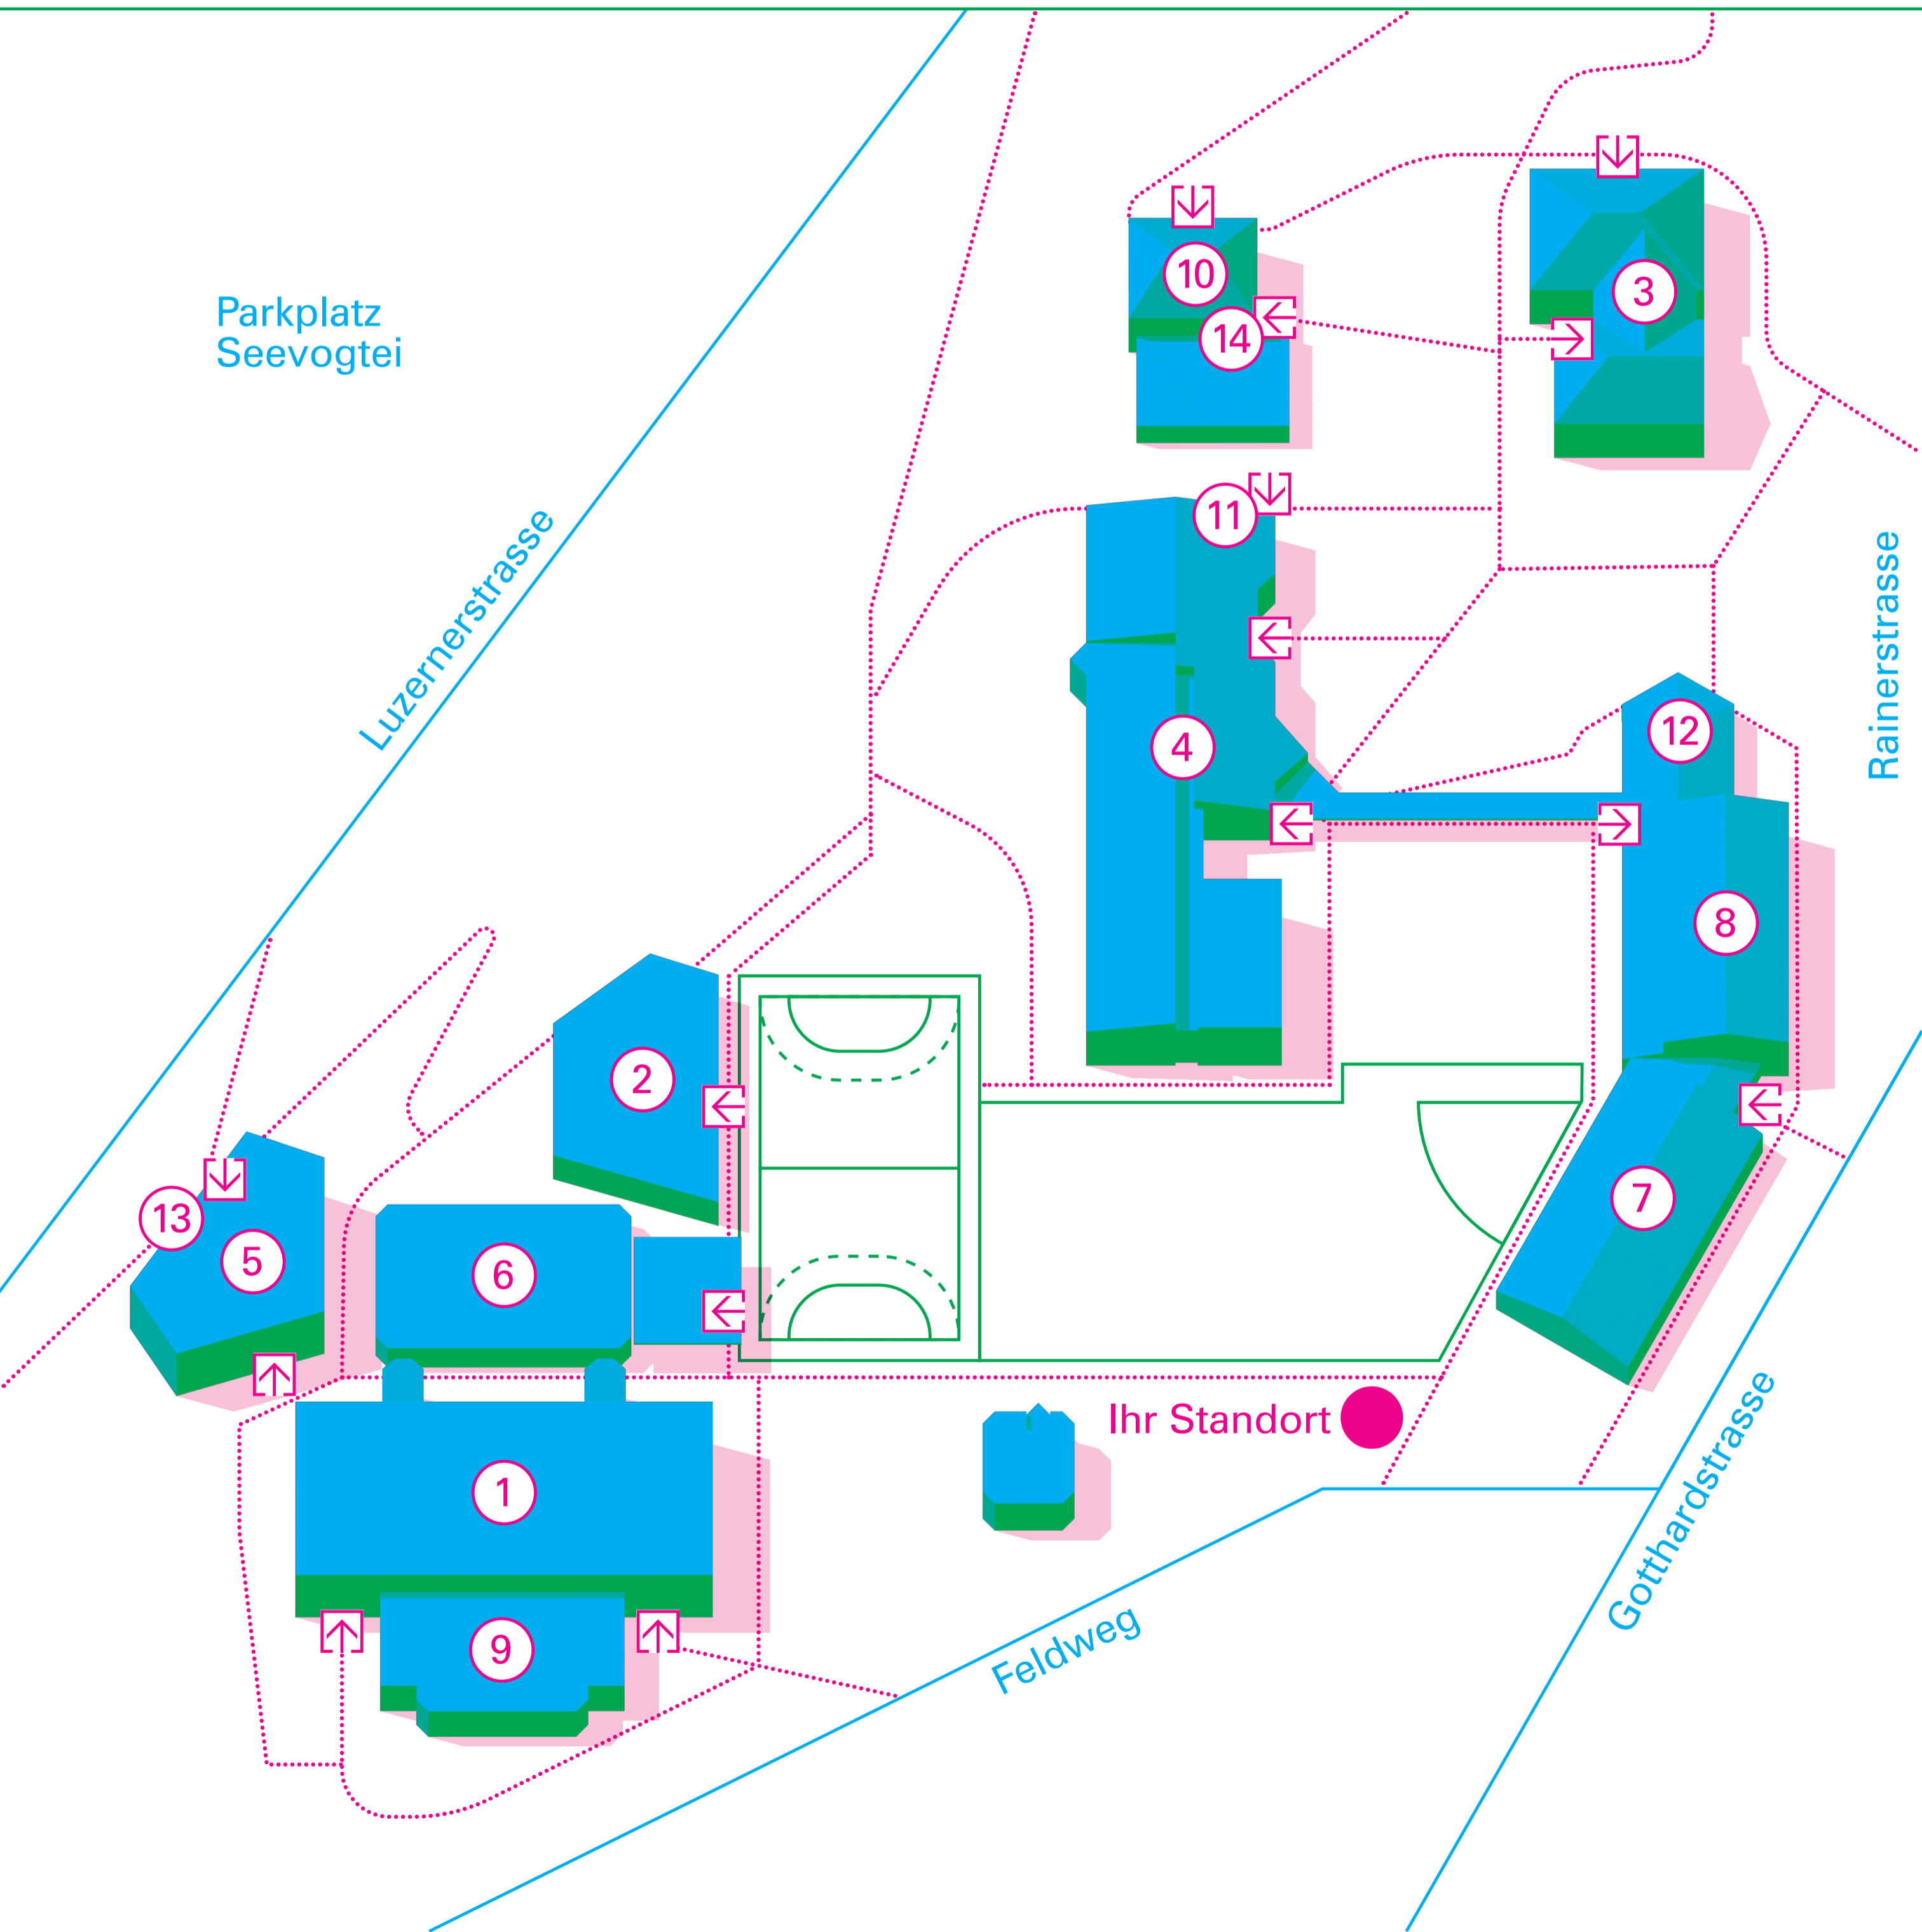 Parkplatz
Seevogtei
Luzernerstrasse
Rainerstrasse
10
14
3
11
4
12
8
2
7
13
5
6
Ihr Standort
1
9
Feldweg
Gotthardstrasse